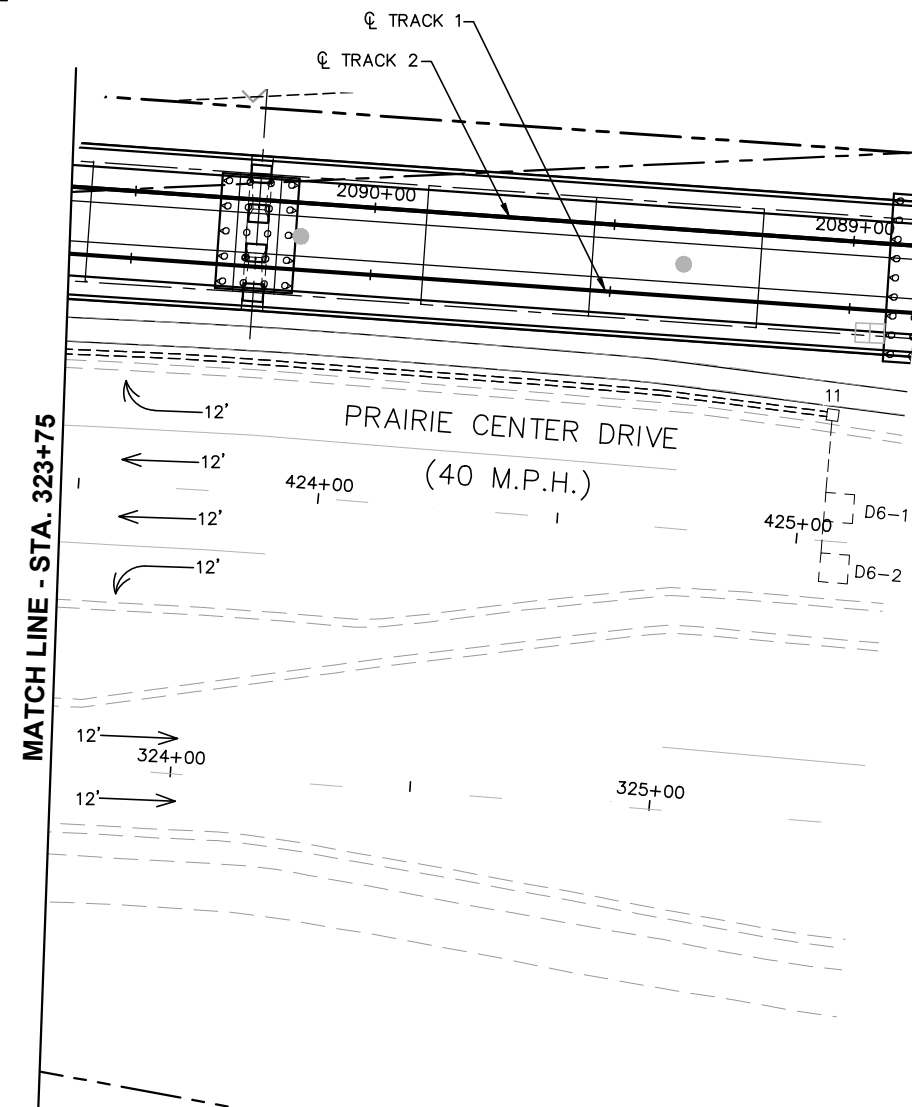 ℄ TRACK 1
℄ TRACK 2
2090+00
2089+00
11
12'
PRAIRIE CENTER DRIVE
(40 M.P.H.)
12'
424+00
D6-1
12'
425+00
12'
D6-2
MATCH LINE - STA. 323+75
12'
324+00
12'
325+00